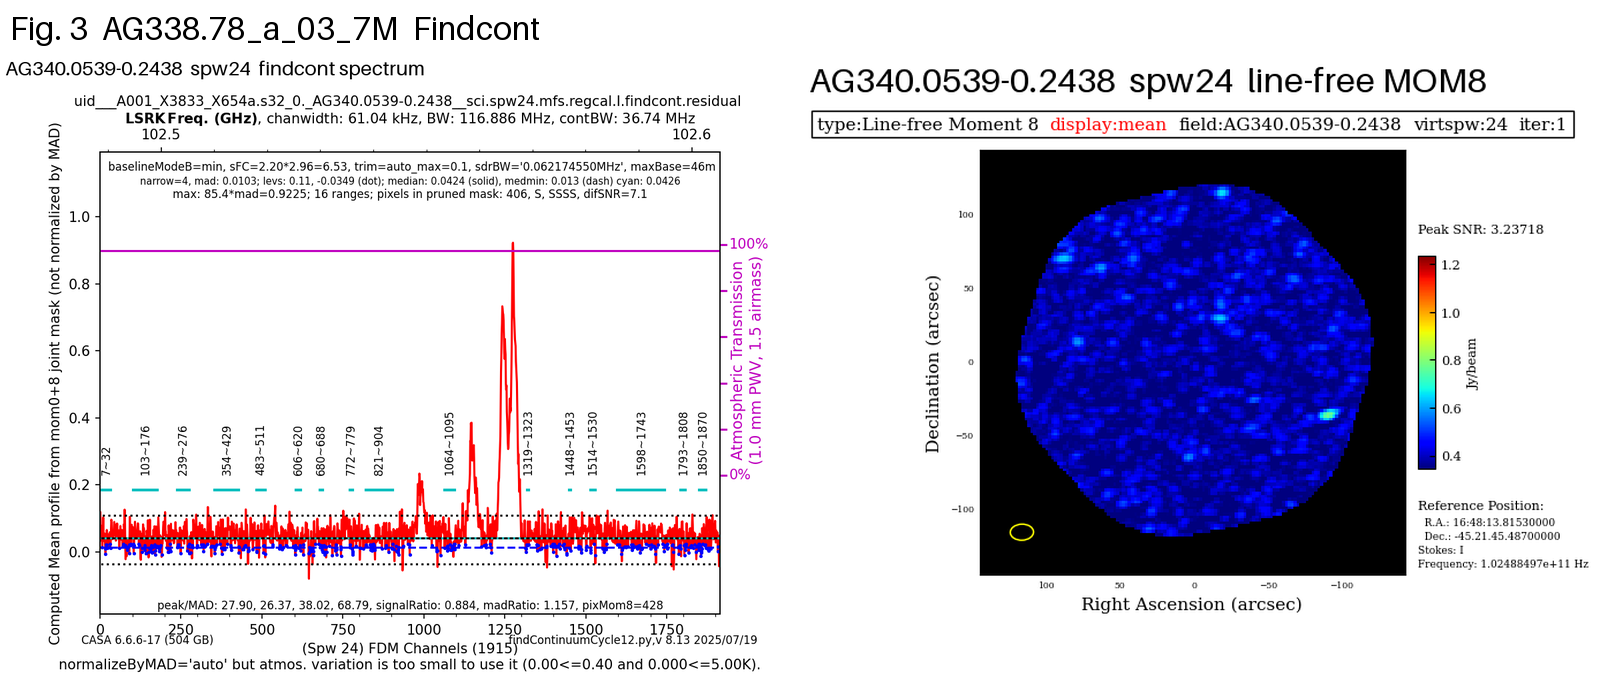 Fig. 3 AG338.78_a_03_7M Findcont
AG340.0539-0.2438 spw24 findcont spectrum
uid___A001_X3833_X654a.s32_0._AG340.0539-0.2438__sci.spw24.mfs.regcal.I.findcont.residual
LSRK Freq. (GHz), chanwidth: 61.04 kHz, BW: 116.886 MHz, contBW: 36.74 MHz
102.5 102.6
baselineModeB=min, sFC=2.20*2.96=6.53, trim=auto_max=0.1, sdrBW='0.062174550MHz', maxBase=46m
narrow=4, mad: 0.0103; levs: 0.11, -0.0349 (dot); median: 0.0424 (solid), medmin: 0.013 (dash) cyan: 0.0426
max: 85.4*mad=0.9225; 16 ranges; pixels in pruned mask: 406, S, SSSS, difSNR=7.1
Computed Mean profile from mom0+8 joint mask (not normalized by MAD)
1.0
0.8
0.6
0.4
0.2
0.0
7~32
103~176
239~276
354~429
483~511
606~620
680~688
772~779
821~904
1064~1095
1319~1323
1448~1453
1514~1530
1598~1743
1793~1808
1850~1870
100%
0%
Atmospheric Transmission
(1.0 mm PWV, 1.5 airmass)
peak/MAD: 27.90, 26.37, 38.02, 68.79, signalRatio: 0.884, madRatio: 1.157, pixMom8=428
0 250 500 750 1000 1250 1500 1750
CASA 6.6.6-17 (504 GB)
findContinuumCycle12.py,v 8.13 2025/07/19
(Spw 24) FDM Channels (1915)
normalizeByMAD='auto' but atmos. variation is too small to use it (0.00<=0.40 and 0.000<=5.00K).
AG340.0539-0.2438 spw24 line-free MOM8
type:Line-free Moment 8 display:mean field:AG340.0539-0.2438 virtspw:24 iter:1
Declination (arcsec)
100
50
0
−50
−100
100 50 0 −50 −100
Right Ascension (arcsec)
Peak SNR: 3.23718
1.2
1.0
0.8
0.6
0.4
Jy/beam
Reference Position:
R.A.: 16:48:13.81530000
Dec.: -45.21.45.48700000
Stokes: I
Frequency: 1.02488497e+11 Hz